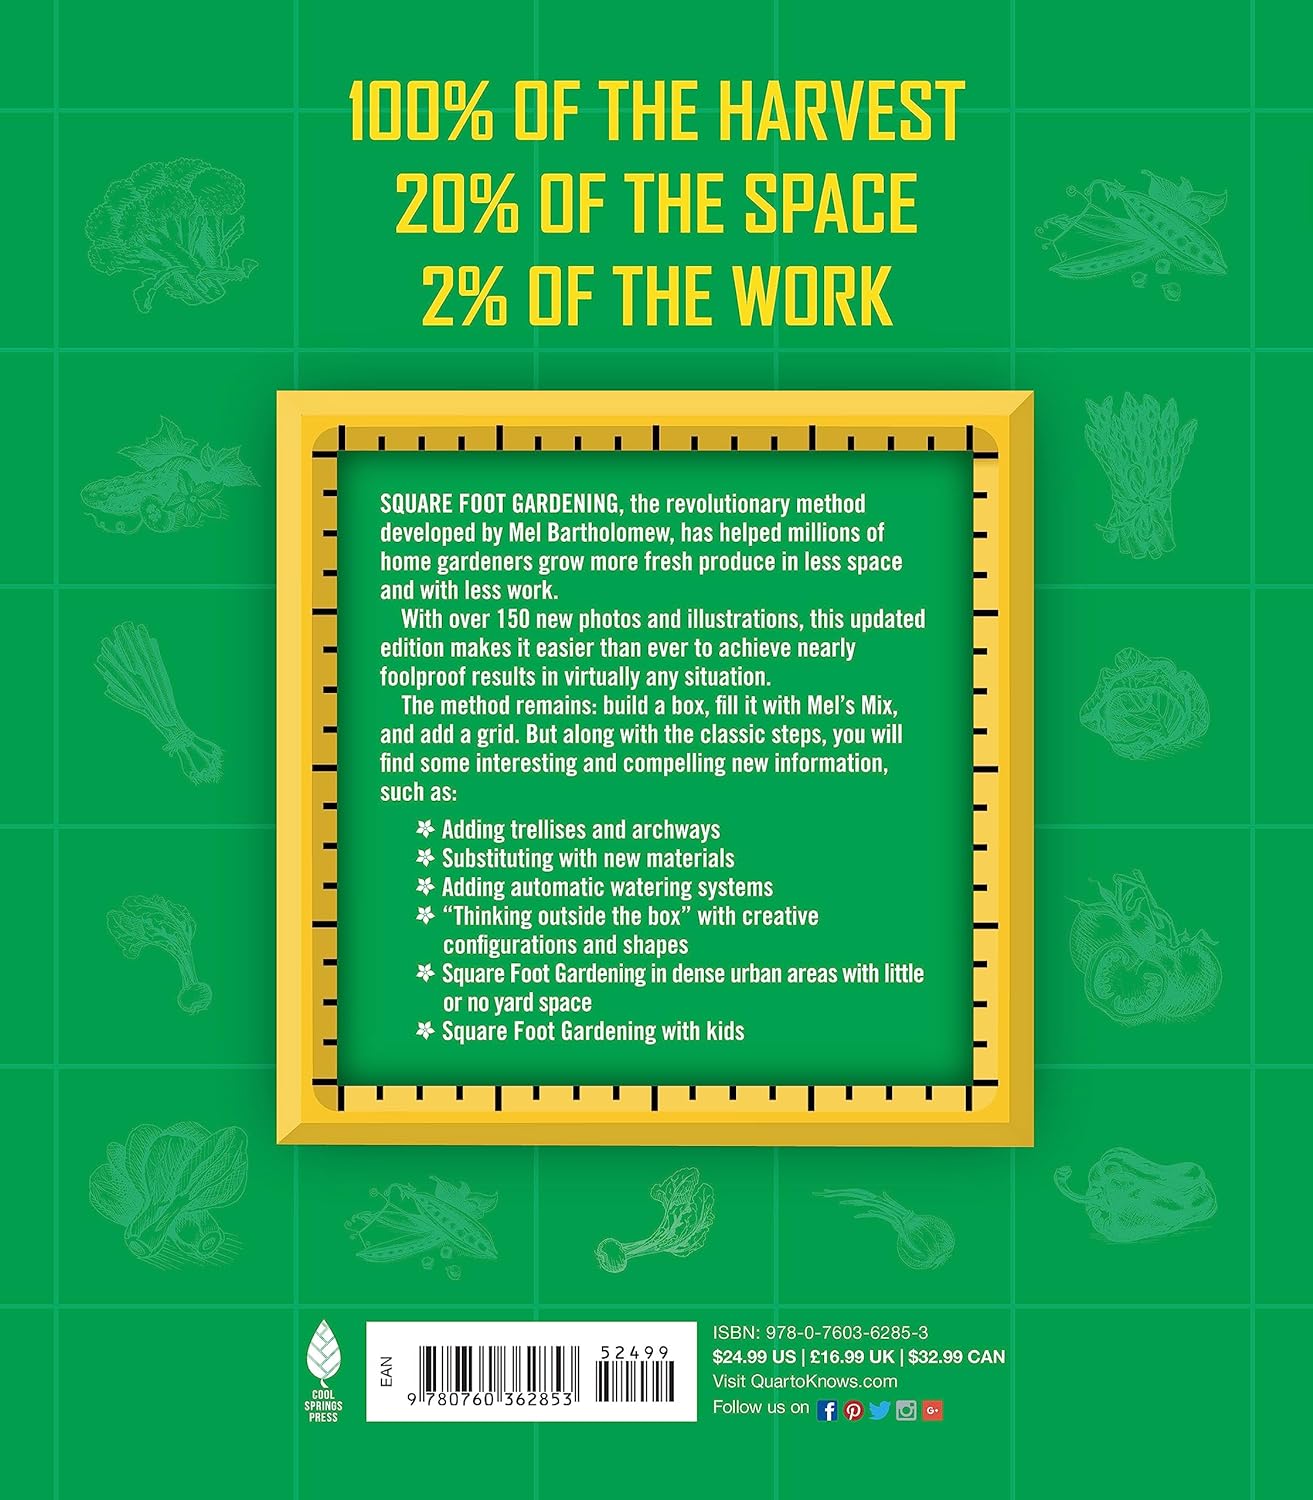 100% OF THE HARVEST
20% OF THE SPACE
2% OF THE WORK
SQUARE FOOT GARDENING, the revolutionary method
developed by Mel Bartholomew, has helped millions of
home gardeners grow more fresh produce in less space
and with less work.
With over 150 new photos and illustrations, this updated
edition makes it easier than ever to achieve nearly
foolproof results in virtually any situation.
The method remains: build a box, fill it with Mel's Mix,
and add a grid. But along with the classic steps, you will
find some interesting and compelling new information,
such as:
Adding trellises and archways
Substituting with new materials
Adding automatic watering systems
“Thinking outside the box” with creative
configurations and shapes
Square Foot Gardening in dense urban areas with little
or no yard space
Square Foot Gardening with kids
COOL
SPRINGS
PRESS
EAN
52499
9 780760 362853
ISBN: 978-0-7603-6285-3
$24.99 US | £16.99 UK | $32.99 CAN
Visit QuartoKnows.com
Follow us on